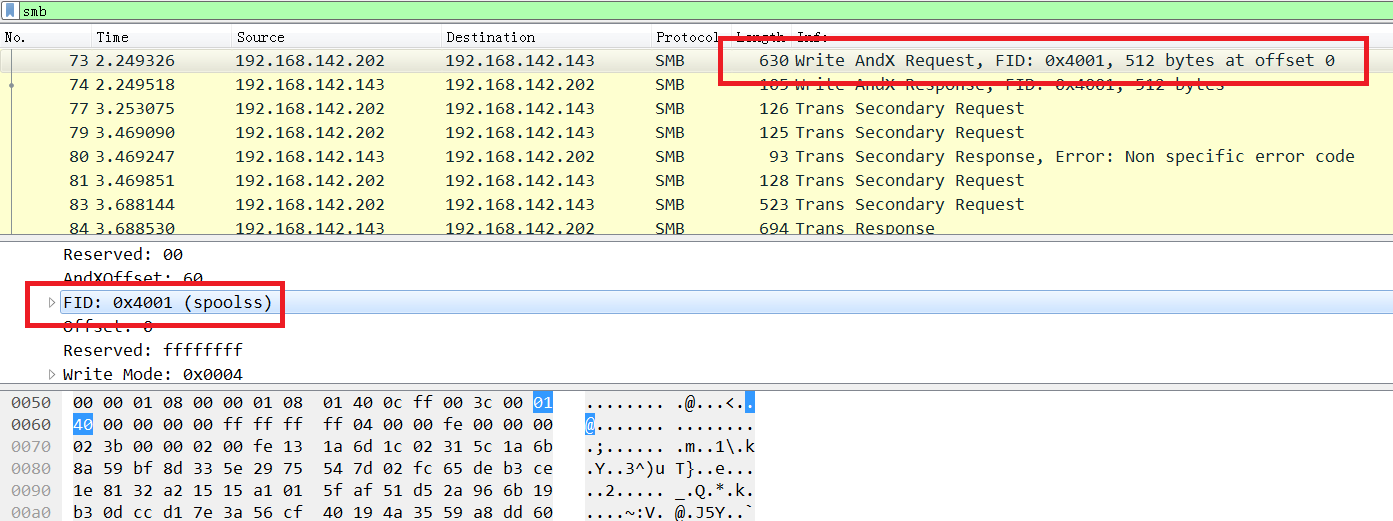 smb
No. Time Source Destination Protocol Length Info
73 2.249326 192.168.142.202 192.168.142.143 SMB 630 Write AndX Request, FID: 0x4001, 512 bytes at offset 0
74 2.249518 192.168.142.143 192.168.142.202 SMB 105 Write AndX Response, FID: 0x4001, 512 bytes
77 3.253075 192.168.142.202 192.168.142.143 SMB 126 Trans Secondary Request
79 3.469090 192.168.142.202 192.168.142.143 SMB 125 Trans Secondary Request
80 3.469247 192.168.142.143 192.168.142.202 SMB 93 Trans Secondary Response, Error: Non specific error code
81 3.469851 192.168.142.202 192.168.142.143 SMB 128 Trans Secondary Request
83 3.688144 192.168.142.202 192.168.142.143 SMB 523 Trans Secondary Request
84 3.688530 192.168.142.143 192.168.142.202 SMB 694 Trans Response
Reserved: 00
AndXOffset: 60
FID: 0x4001 (spoolss)
Offset: 0
Reserved: ffffffff
Write Mode: 0x0004
0050 00 00 01 08 00 00 01 08 01 40 0c ff 00 3c 00 01 ........ .@...<..
0060 40 00 00 00 00 ff ff ff ff 04 00 00 fe 00 00 00 @....... ........
0070 02 3b 00 00 02 00 fe 13 1a 6d 1c 02 31 5c 1a 6b .;...... .m..1\.k
0080 8a 59 bf 8d 33 5e 29 75 54 7d 02 fc 65 de b3 ce .Y..3^)u T}..e...
0090 1e 81 32 a2 15 15 a1 01 5f af 51 d5 2a 96 6b 19 ..2..... _.Q.*.k.
00a0 b3 0d cc d1 7e 3a 56 cf 40 19 4a 35 59 a8 dd 60 ....~:V. @.J5Y..`